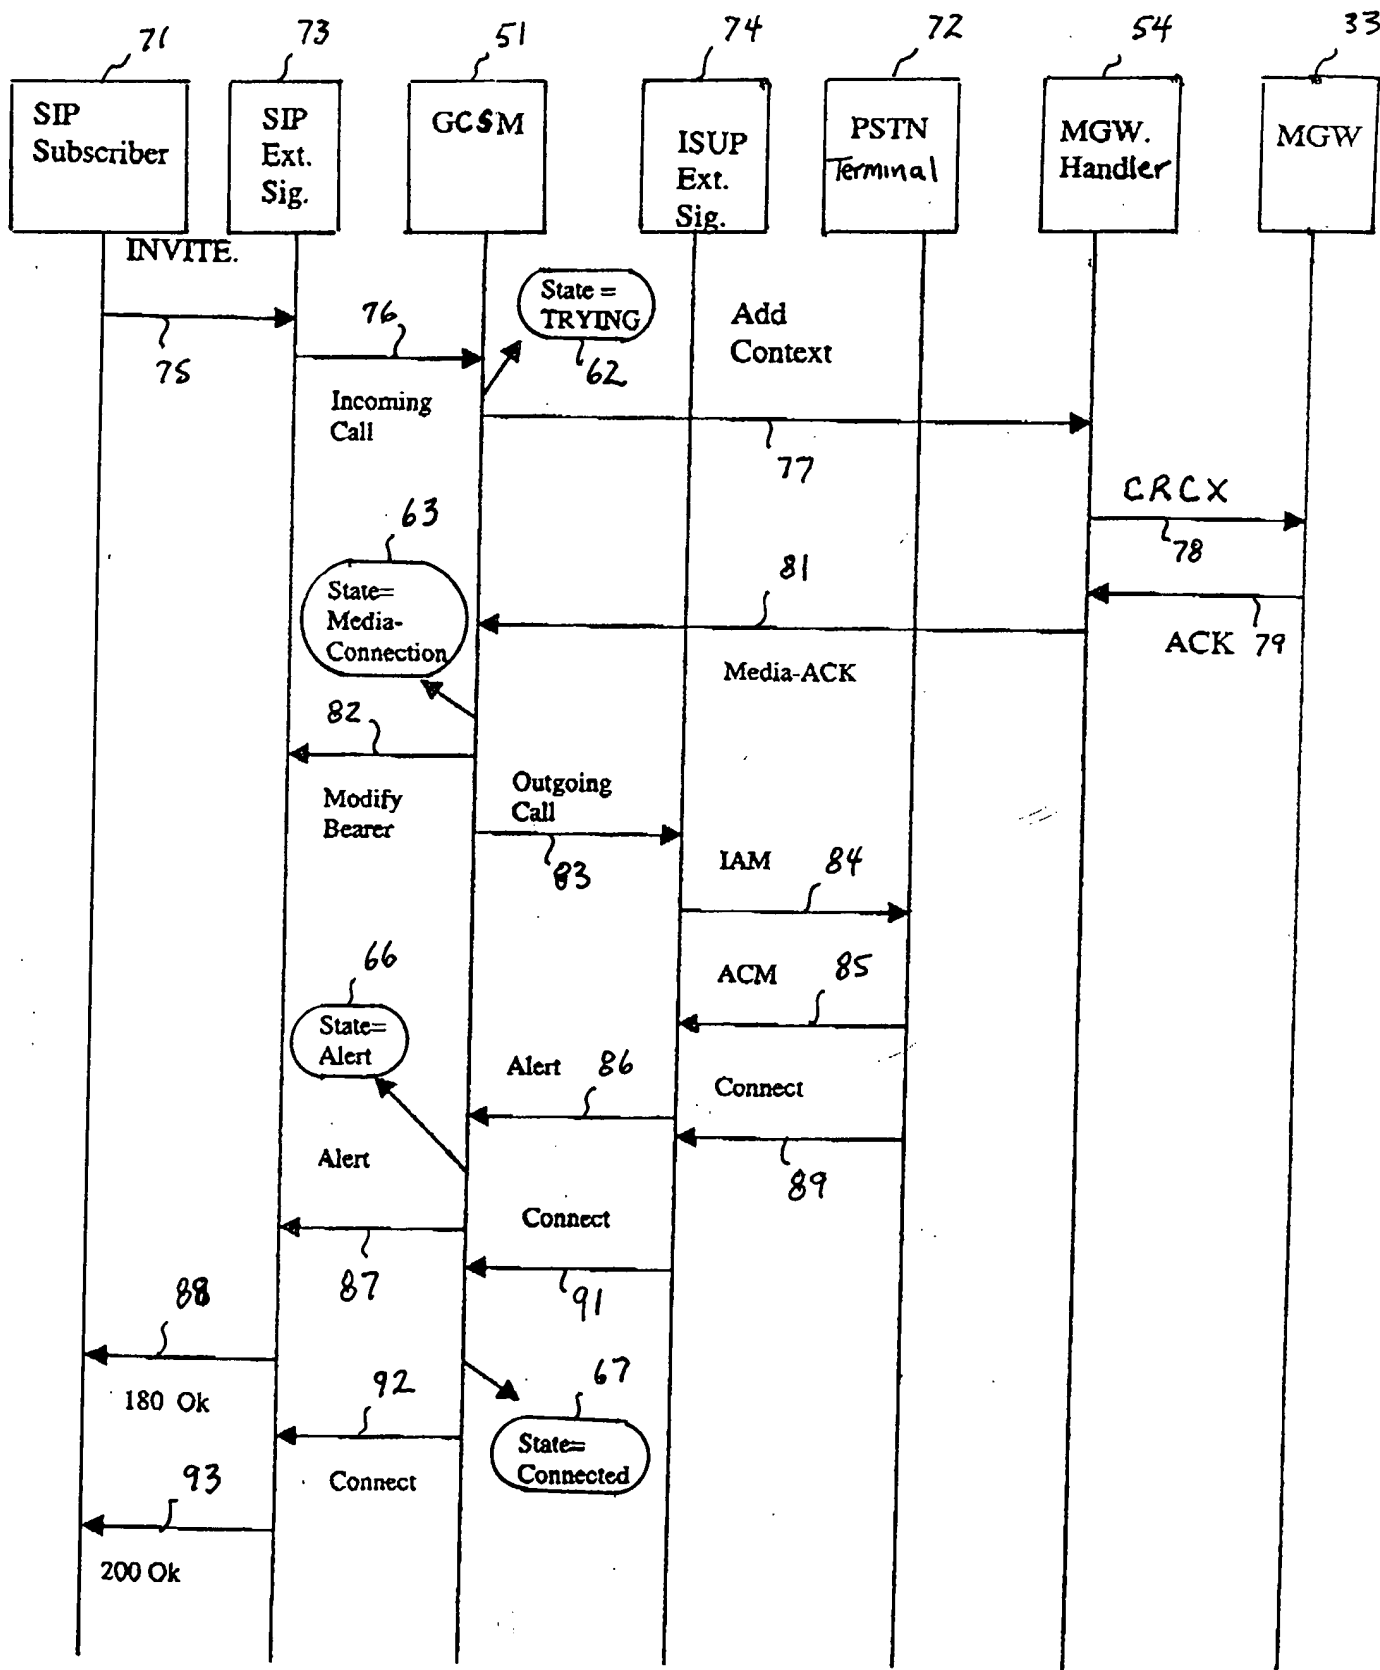 71
73
51
74
72
54
33
SIP
Subscriber
SIP
Ext.
Sig.
GCSM
ISUP
Ext.
Sig.
PSTN
Terminal
MGW.
Handler
MGW
INVITE.
75
76
Incoming
Call
State =
TRYING
62
Add
Context
77
CRCX
78
63
State=
Media-
Connection
81
Media-ACK
ACK 79
82
Modify
Bearer
Outgoing
Call
83
IAM
84
ACM
85
66
State=
Alert
Alert
86
Connect
89
Alert
87
Connect
91
88
180 Ok
92
Connect
67
State=
Connected
93
200 Ok